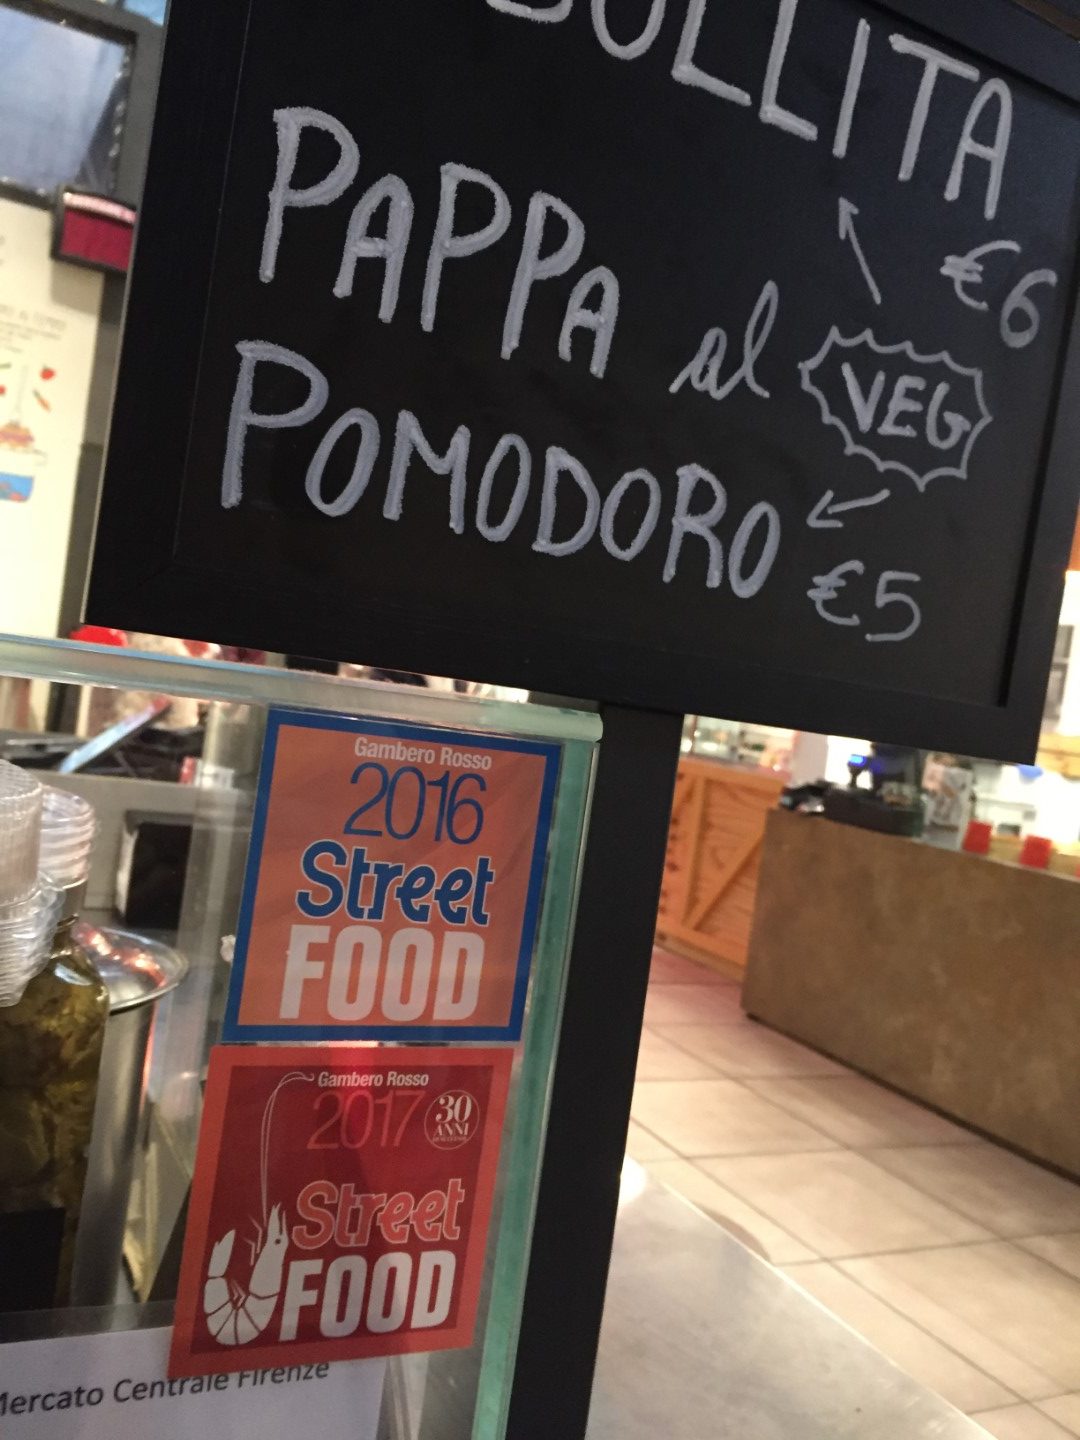 BOLLITA
€6
PAPPA al
VEG
POMODORO
€5
Gambero Rosso
2016
Street
FOOD
Gambero Rosso
2017
30
ANNI
Street
FOOD
Mercato Centrale Firenze